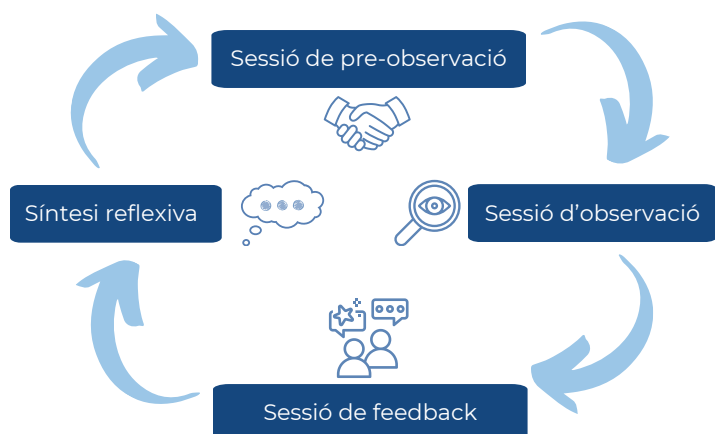 Sessió de pre-observació
Síntesi reflexiva
Sessió d’observació
Sessió de feedback